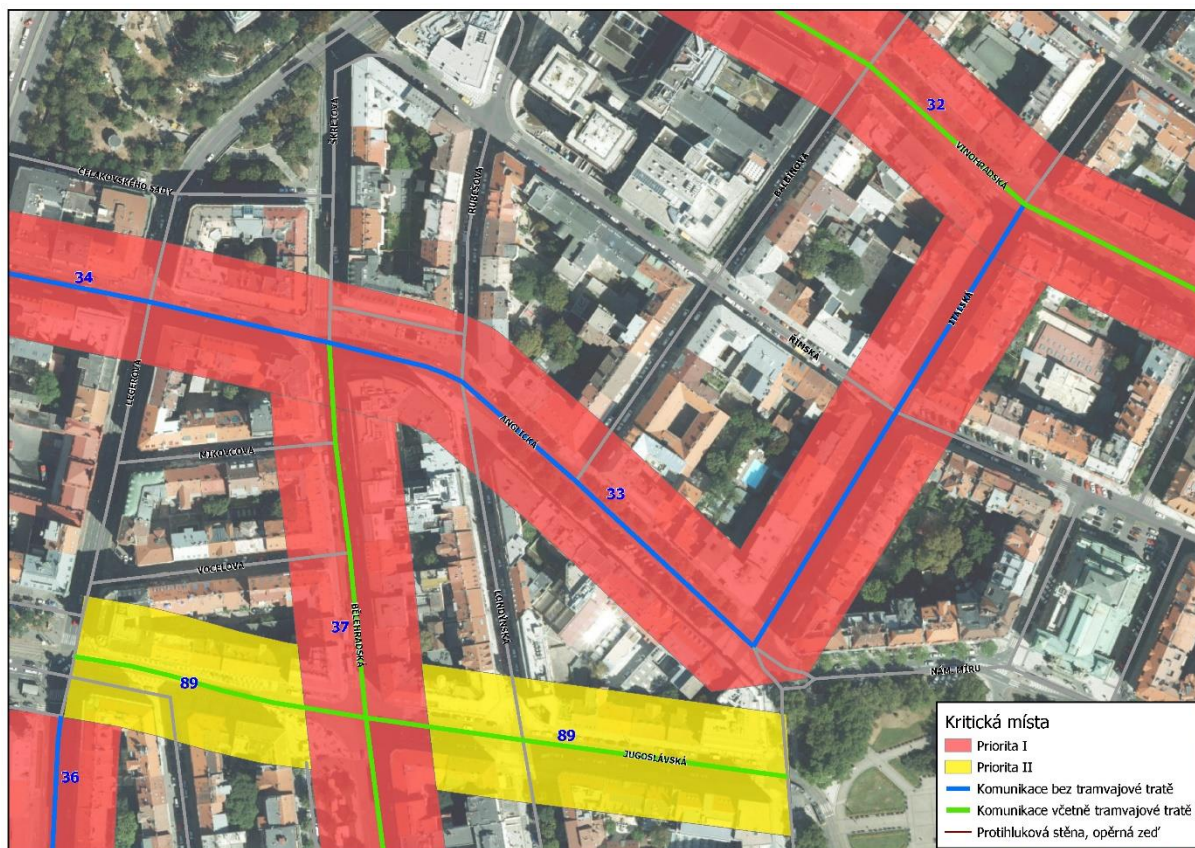 32
VINOHRADSKÁ
ŠKRÉTOVA
RUBEŠOVA
BALBÍNOVA
ČELAKOVSKÉHO SADY
34
ITALSKÁ
ŘÍMSKÁ
LEGEROVA
ANGLICKÁ
MIKOVCOVA
33
VOCELOVA
BĚLEHRADSKÁ
LONDÝNSKÁ
37
NÁM. MÍRU
89
89
JUGOSLÁVSKÁ
36
Kritická místa
Priorita I
Priorita II
Komunikace bez tramvajové tratě
Komunikace včetně tramvajové tratě
Protihluková stěna, opěrná zeď